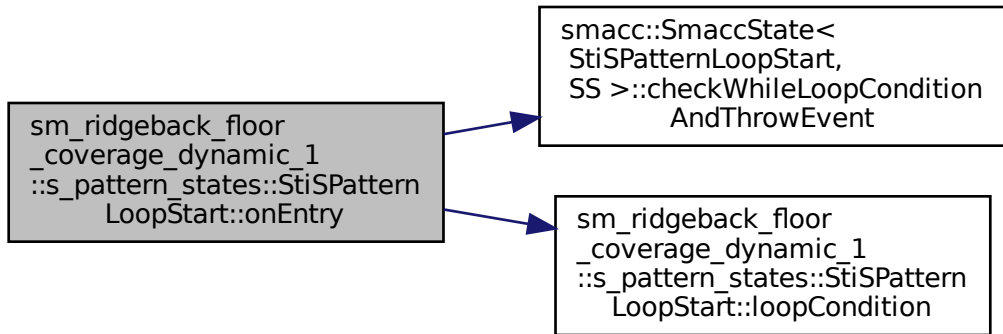 sm_ridgeback_floor
_coverage_dynamic_1
::s_pattern_states::StiSPattern
LoopStart::onEntry
smacc::SmaccState<
StiSPatternLoopStart,
SS >::checkWhileLoopCondition
AndThrowEvent
sm_ridgeback_floor
_coverage_dynamic_1
::s_pattern_states::StiSPattern
LoopStart::loopCondition